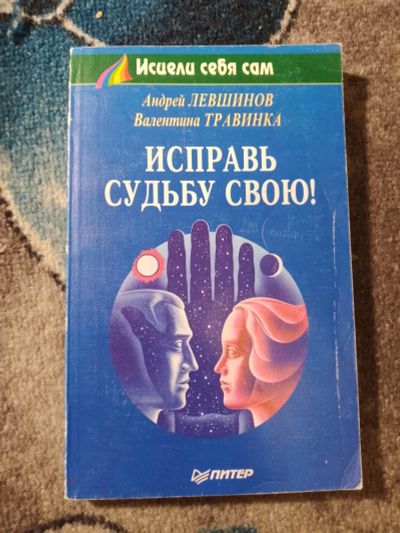 Исцели себя сам
Андрей ЛЕВШИНОВ
Валентина ТРАВИНКА
ИСПРАВЬ
СУДЬБУ СВОЮ!
ПИТЕР